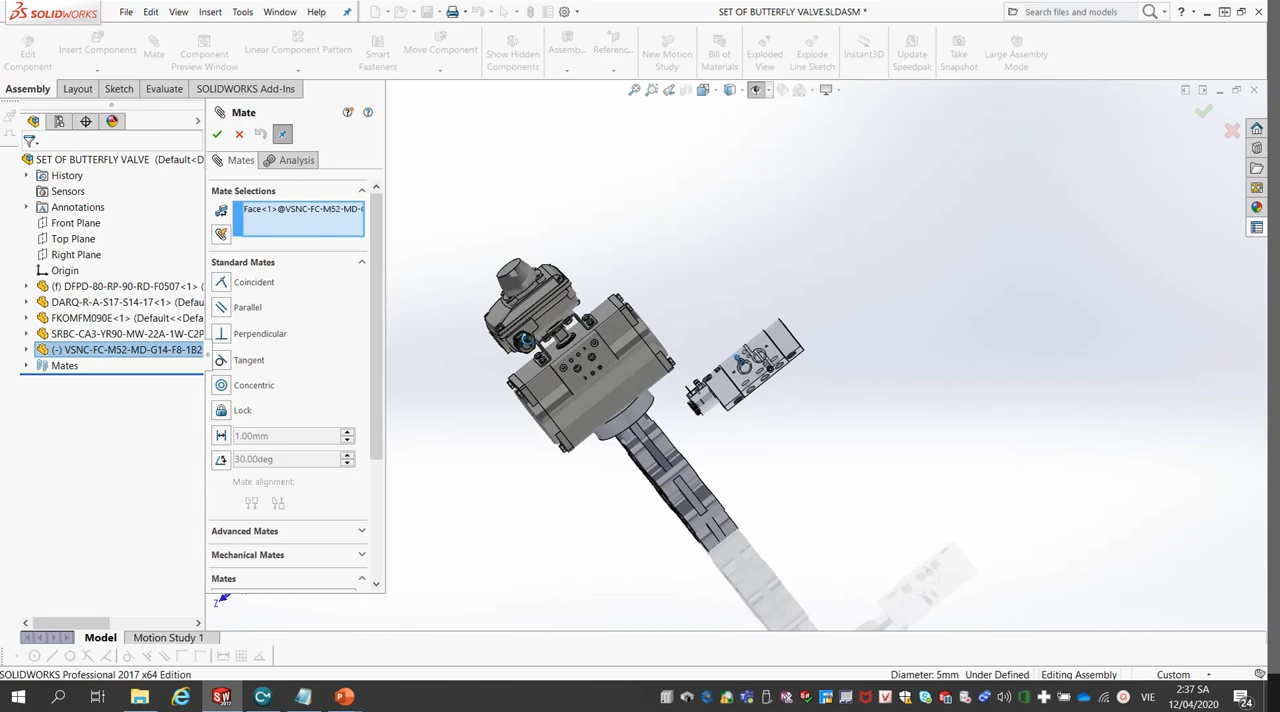 SOLIDWORKS File Edit View Insert Tools Window Help SET OF BUTTERFLY VALVE.SLDASM * Search files and models ?
Edit Component
Insert Components
Mate
Component Preview Window
Linear Component Pattern
Smart Fasteners
Move Component
Show Hidden Components
Assemb...
Referenc...
New Motion Study
Bill of Materials
Exploded View
Explode Line Sketch
Instant3D
Update Speedpak
Take Snapshot
Large Assembly Mode
Assembly Layout Sketch Evaluate SOLIDWORKS Add-Ins
SET OF BUTTERFLY VALVE (Default<D
History
Sensors
Annotations
Front Plane
Top Plane
Right Plane
Origin
(f) DFPD-80-RP-90-RD-F0507<1> (
DARQ-R-A-S17-S14-17<1> (Defau
FKOMFM090E<1> (Default<<Defau
SRBC-CA3-YR90-MW-22A-1W-C2P
(-) VSNC-FC-M52-MD-G14-F8-1B2
Mates
Mate
Mates Analysis
Mate Selections
Face<1>@VSNC-FC-M52-MD-
Standard Mates
Coincident
Parallel
Perpendicular
Tangent
Concentric
Lock
1.00mm
30.00deg
Mate alignment:
Advanced Mates
Mechanical Mates
Mates
Z
Model Motion Study 1
SOLIDWORKS Professional 2017 x64 Edition Diameter: 5mm Under Defined Editing Assembly Custom
VIE
2:37 SA
12/04/2020
24